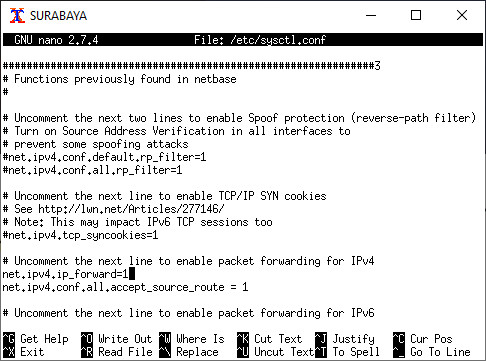 SURABAYA
GNU nano 2.7.4 File: /etc/sysctl.conf
###############################################################3
# Functions previously found in netbase
#
# Uncomment the next two lines to enable Spoof protection (reverse-path filter)
# Turn on Source Address Verification in all interfaces to
# prevent some spoofing attacks
#net.ipv4.conf.default.rp_filter=1
#net.ipv4.conf.all.rp_filter=1
# Uncomment the next line to enable TCP/IP SYN cookies
# See http://lwn.net/Articles/277146/
# Note: This may impact IPv6 TCP sessions too
#net.ipv4.tcp_syncookies=1
# Uncomment the next line to enable packet forwarding for IPv4
net.ipv4.ip_forward=1
net.ipv4.conf.all.accept_source_route = 1
# Uncomment the next line to enable packet forwarding for IPv6
^G Get Help ^O Write Out ^W Where Is ^K Cut Text ^J Justify ^C Cur Pos
^X Exit ^R Read File ^\ Replace ^U Uncut Text ^T To Spell ^_ Go To Line